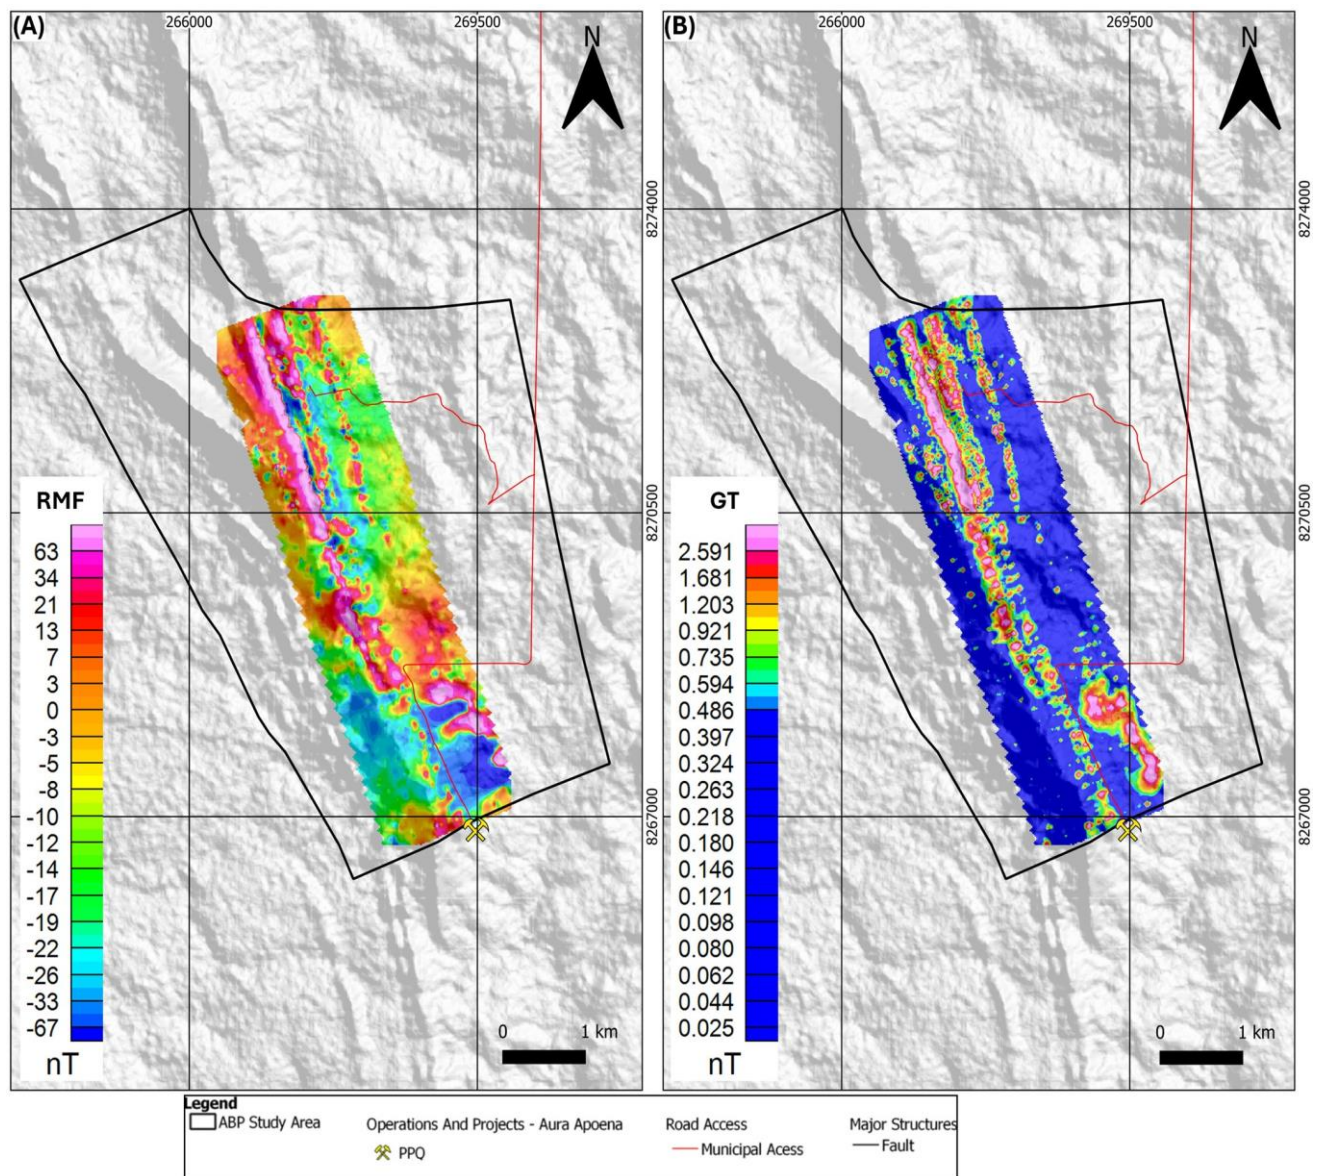 (A)
266000
269500
N
8274000
8270500
8267000
RMF
63
34
21
13
7
3
0
-3
-5
-8
-10
-12
-14
-17
-19
-22
-26
-33
-67
nT
0 1 km
(B)
266000
269500
N
8274000
8270500
8267000
GT
2.591
1.681
1.203
0.921
0.735
0.594
0.486
0.397
0.324
0.263
0.218
0.180
0.146
0.121
0.098
0.080
0.062
0.044
0.025
nT
0 1 km
Legend
ABP Study Area
Operations And Projects - Aura Apoena
PPQ
Road Access
Municipal Acess
Major Structures
Fault